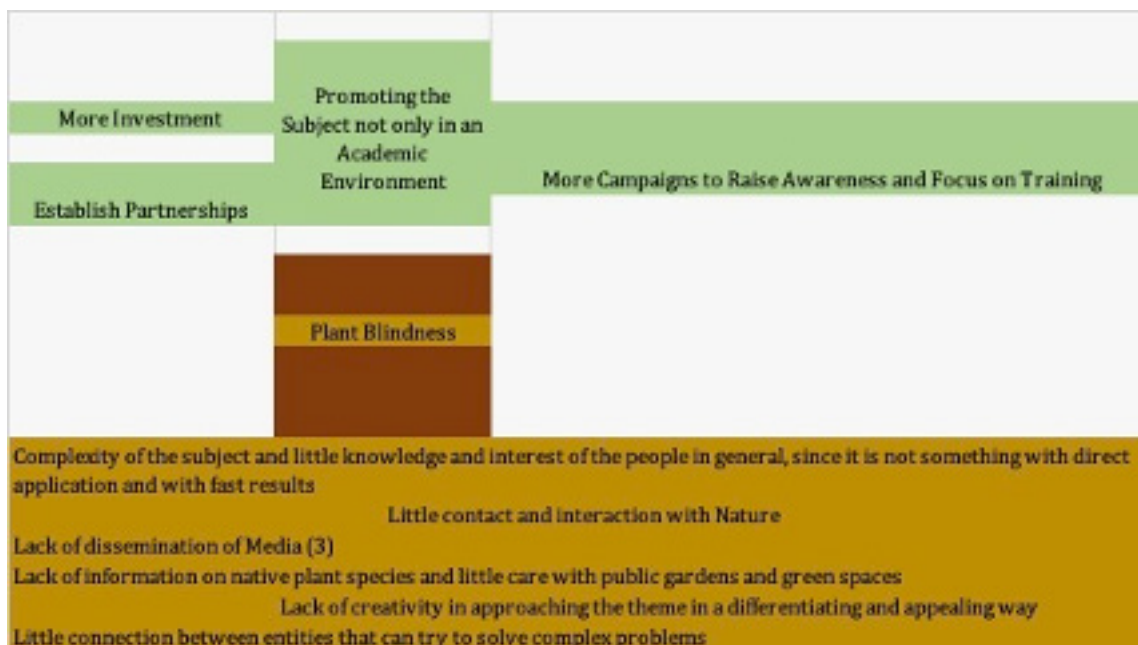 More Investment
Promoting the
Subject not only in an
Academic
Environment
More Campaigns to Raise Awareness and Focus on Training
Establish Partnerships
Plant Blindness
Complexity of the subject and little knowledge and interest of the people in general, since it is not something with direct
application and with fast results
Little contact and interaction with Nature
Lack of dissemination of Media (3)
Lack of information on native plant species and little care with public gardens and green spaces
Lack of creativity in approaching the theme in a differentiating and appealing way
Little connection between entities that can try to solve complex problems